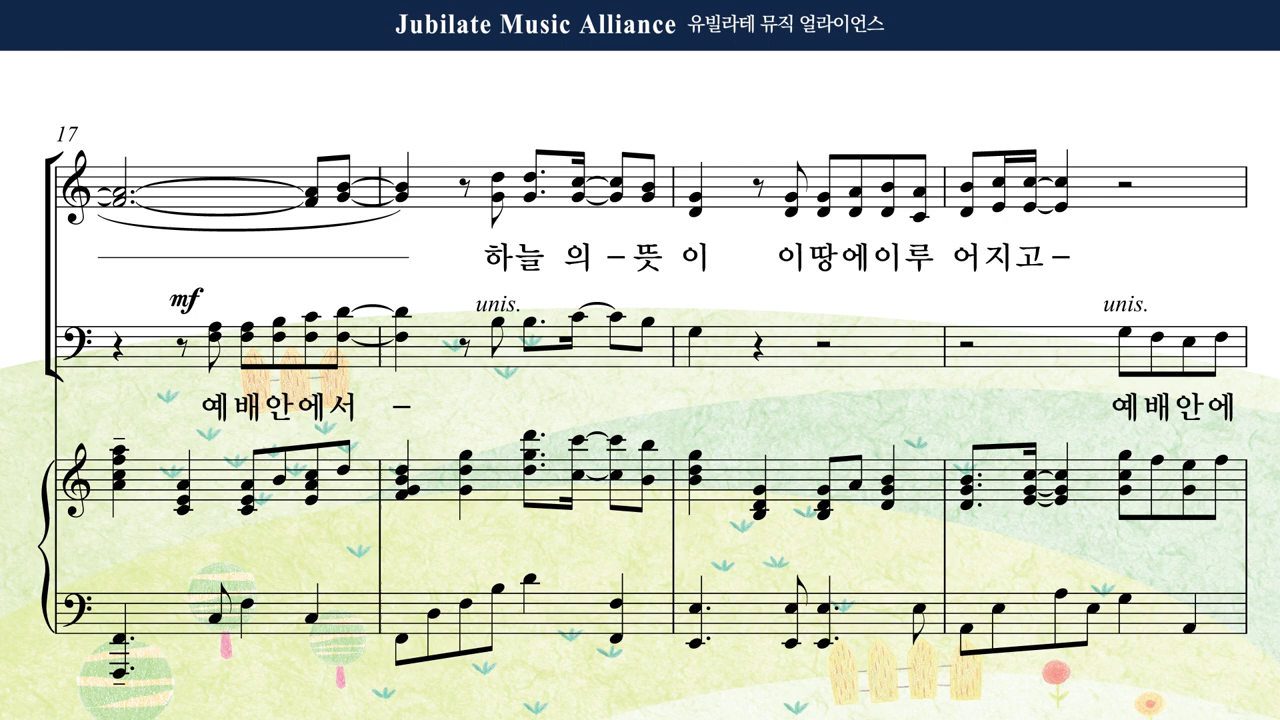 Jubilate Music Alliance 유빌라테 뮤직 얼라이언스
17
하늘 의 – 뜻 이 이땅에이루 어지고 –
mf unis. unis.
예배안에서 – 예배안에